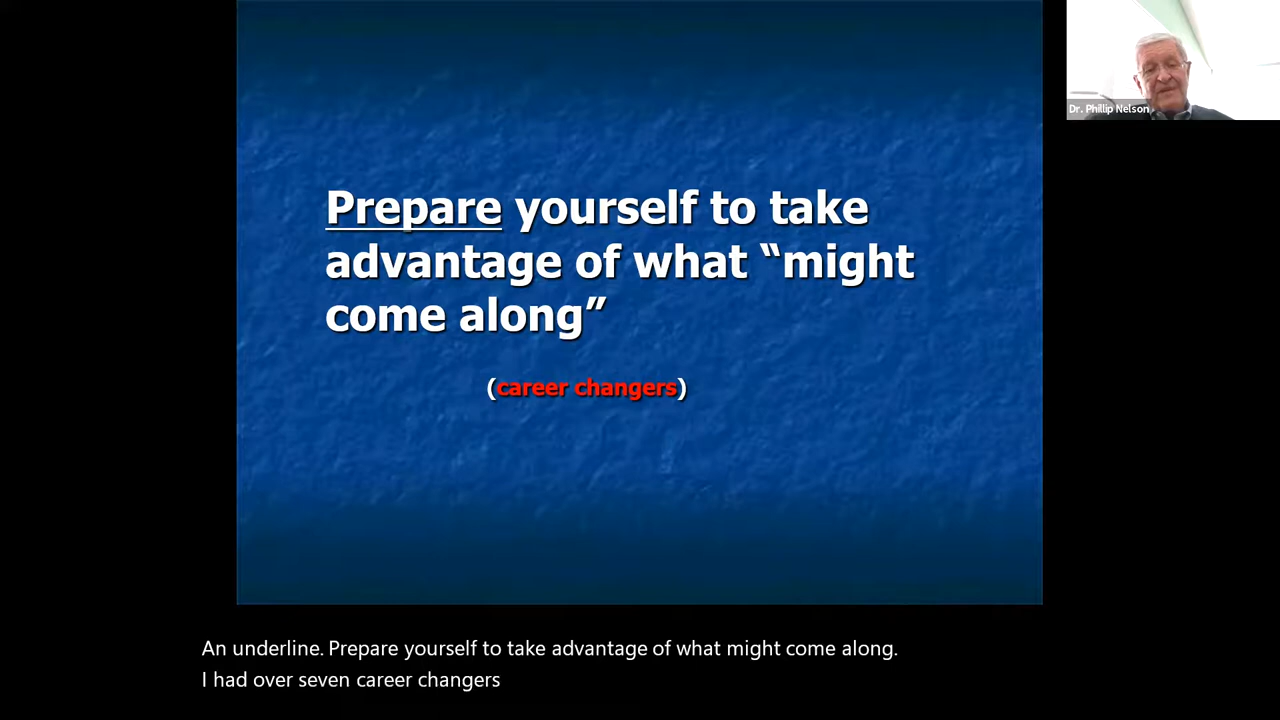 Prepare yourself to take
advantage of what “might
come along”
(career changers)
Dr. Phillip Nelson
An underline. Prepare yourself to take advantage of what might come along.
I had over seven career changers